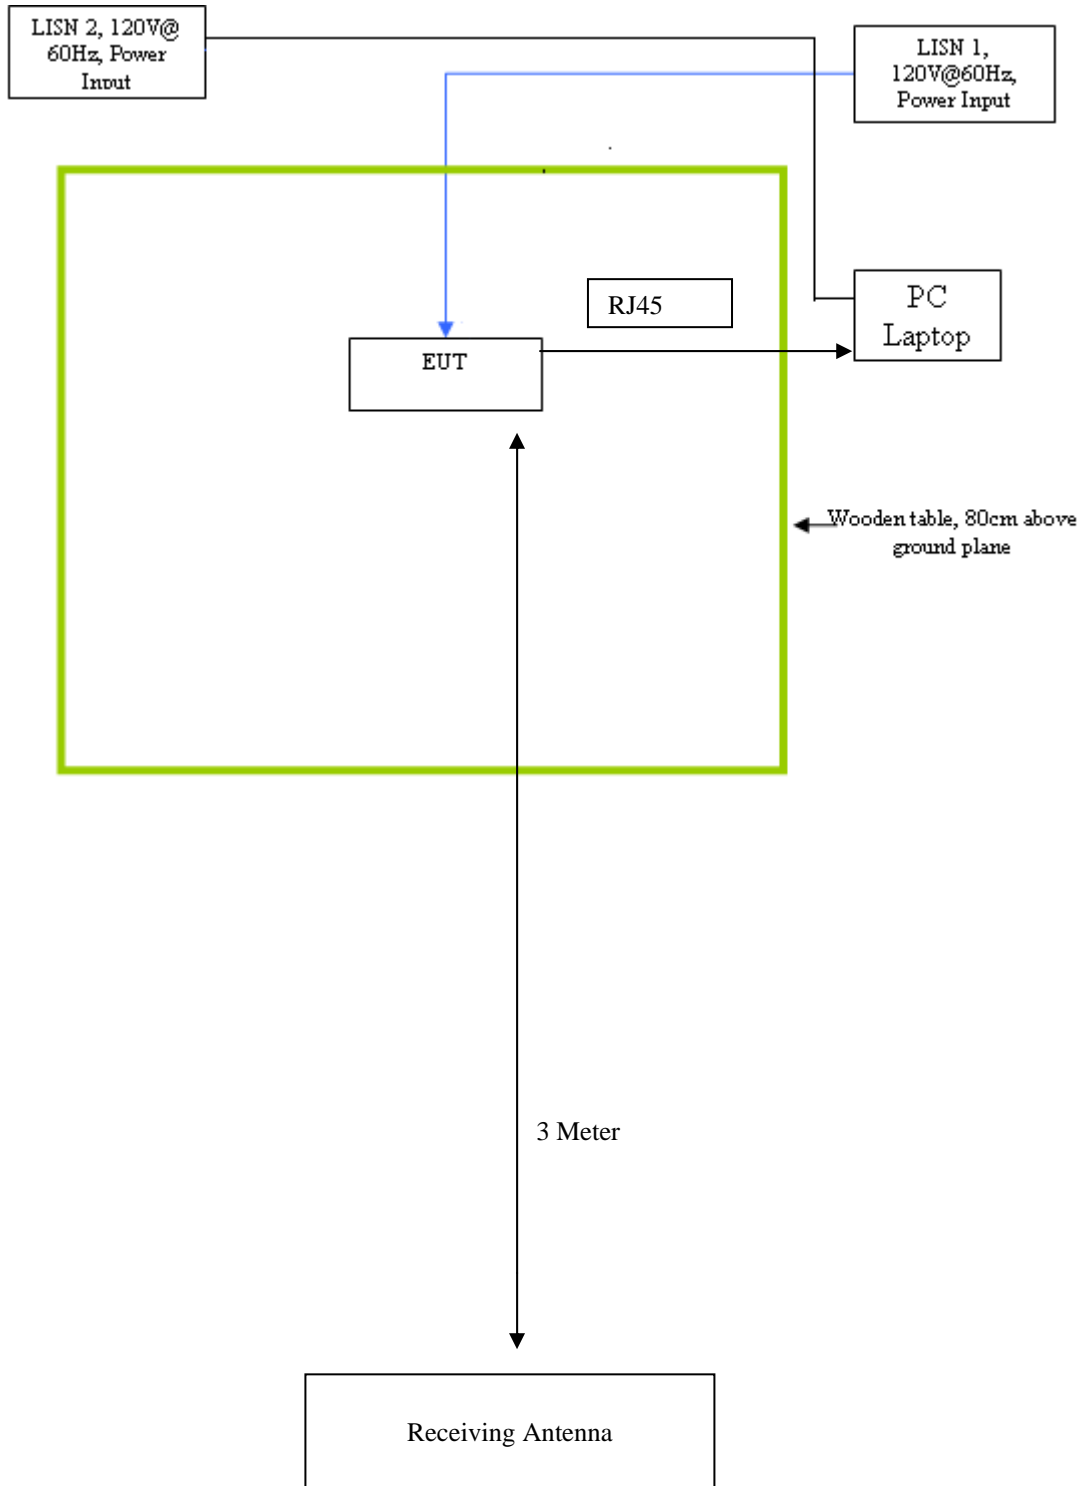 LISN 2, 120V@
60Hz, Power
Input
LISN 1,
120V@60Hz,
Power Input
RJ45
PC
Laptop
EUT
Wooden table, 80cm above
ground plane
3 Meter
Receiving Antenna